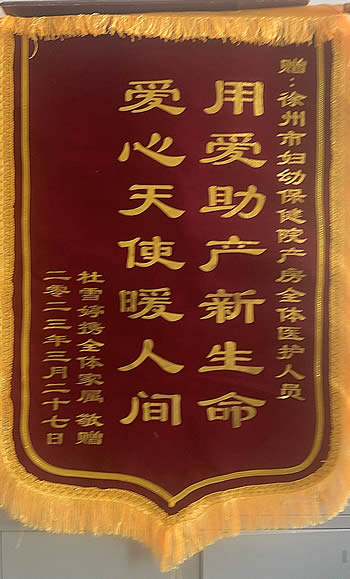 赠：徐州市妇幼保健院产房全体医护人员
用爱助产新生命
爱心天使暖人间
杜雪婷携全体家属 敬赠
二零二三年三月二十七日